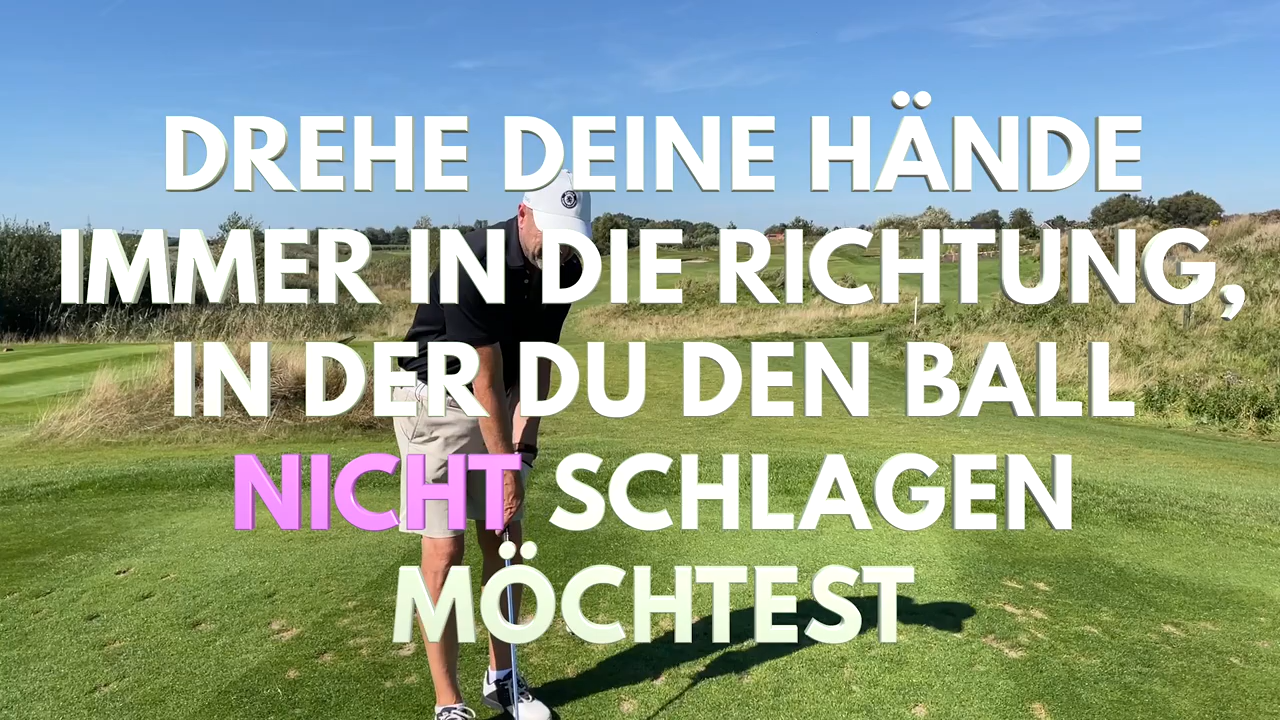 DREHE DEINE HÄNDE
IMMER IN DIE RICHTUNG,
IN DER DU DEN BALL
NICHT SCHLAGEN
MÖCHTEST